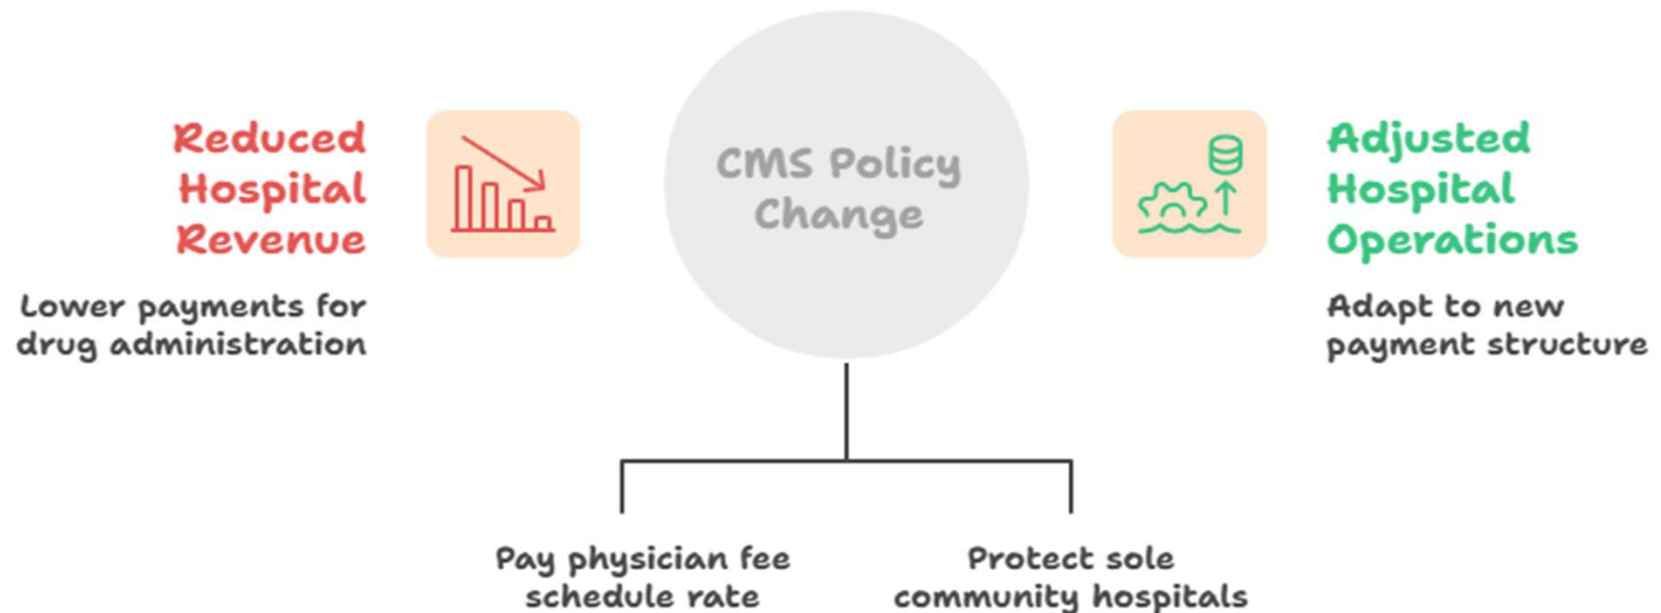 Reduced
Hospital
Revenue
Lower payments for
drug administration
CMS Policy
Change
Adjusted
Hospital
Operations
Adapt to new
payment structure
Pay physician fee
schedule rate
Protect sole
community hospitals